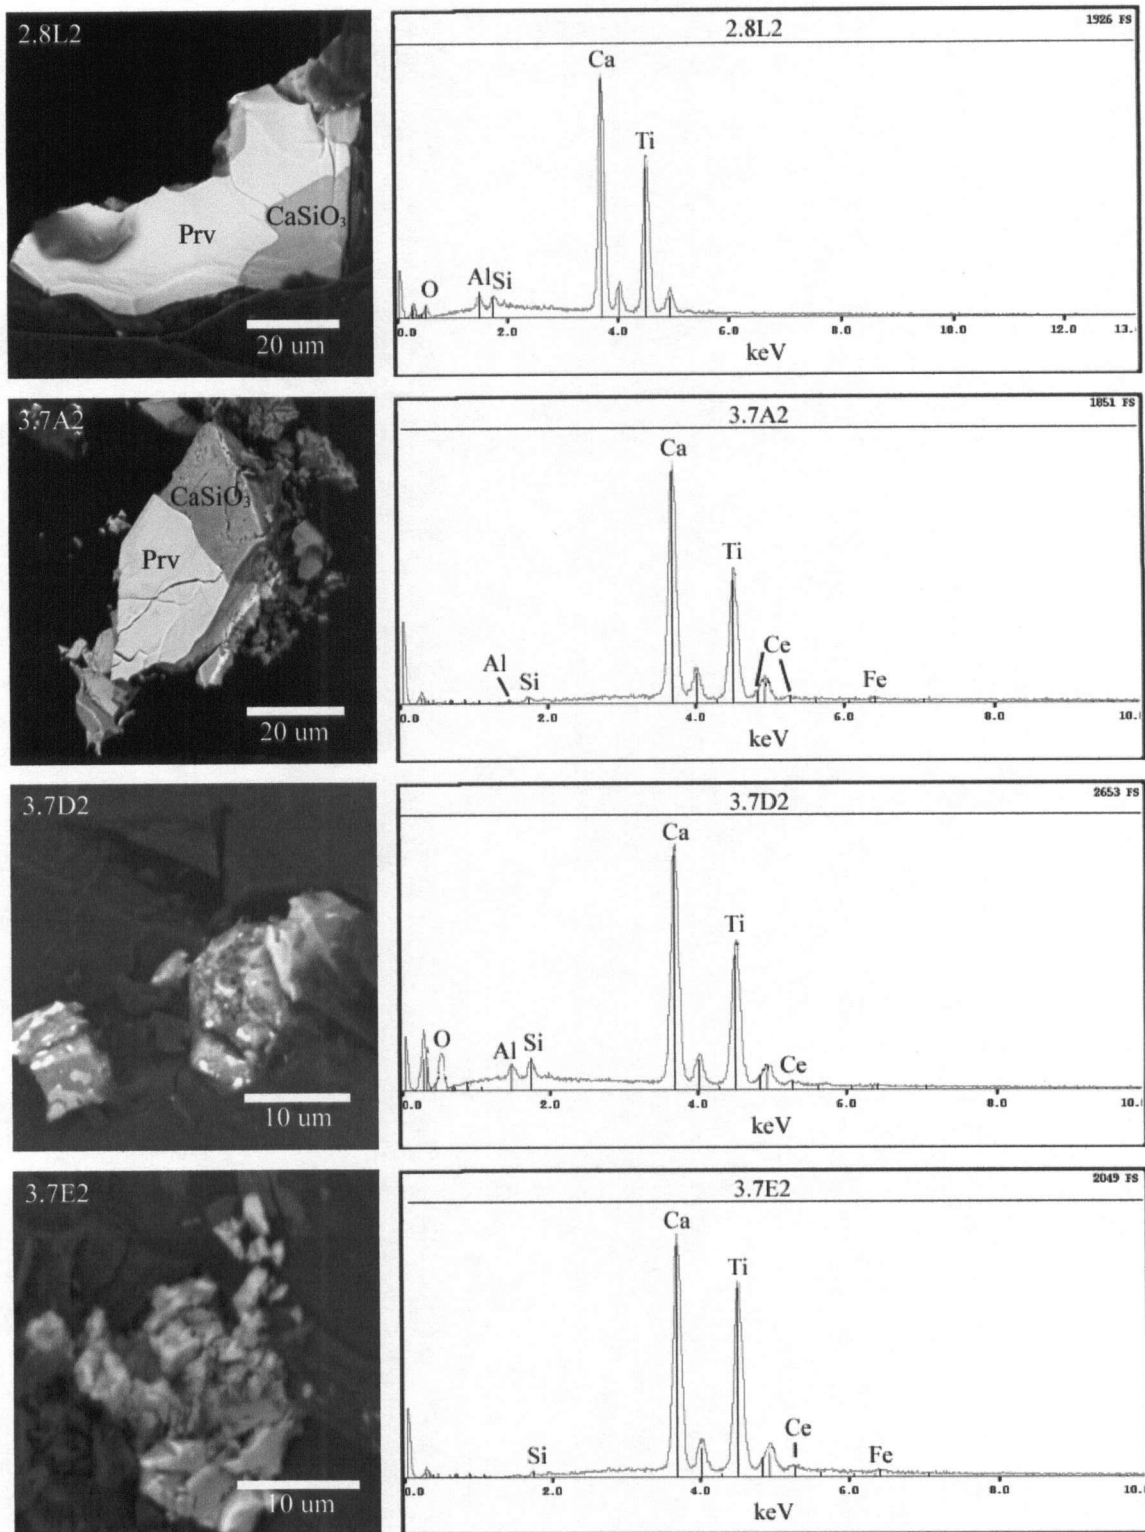 2.8L2
Prv
CaSiO₃
20 um
2.8L2
1926 FS
Ca
Ti
O
Al Si
0.0 2.0 4.0 6.0 8.0 10.0 12.0 13.
keV
3.7A2
CaSiO₃
Prv
20 um
3.7A2
1851 FS
Ca
Ti
Al
Si
Ce
Fe
0.0 2.0 4.0 6.0 8.0 10.
keV
3.7D2
10 um
3.7D2
2653 FS
Ca
Ti
O
Al Si
Ce
0.0 2.0 4.0 6.0 8.0 10.
keV
3.7E2
10 um
3.7E2
2049 FS
Ca
Ti
Si
Ce
Fe
0.0 2.0 4.0 6.0 8.0 10.
keV